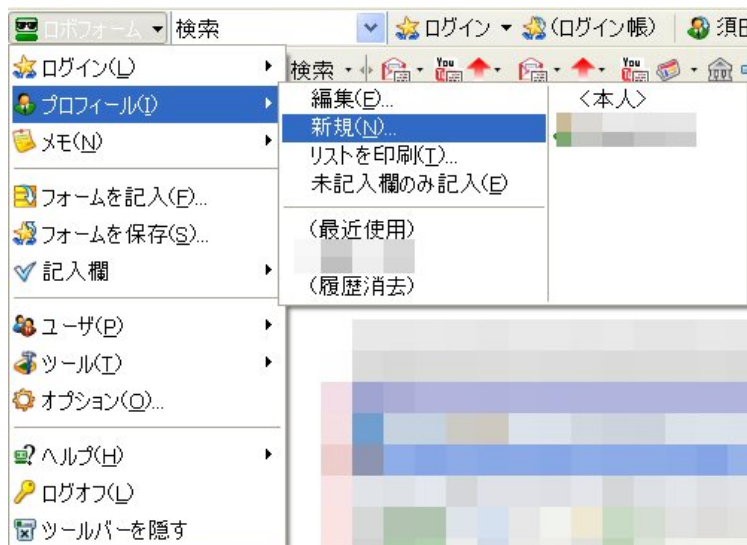 ロボフォーム 検索 ログイン (ログイン帳) 須
ログイン(L)
検索
You
You
プロフィール(I)
編集(E)...
<本人>
新規(N)...
メモ(N)
リストを印刷(T)...
未記入欄のみ記入(E)
フォームを記入(F)...
フォームを保存(S)...
(最近使用)
記入欄
(履歴消去)
ユーザ(P)
ツール(T)
オプション(O)...
ヘルプ(H)
ログオフ(L)
ツールバーを隠す